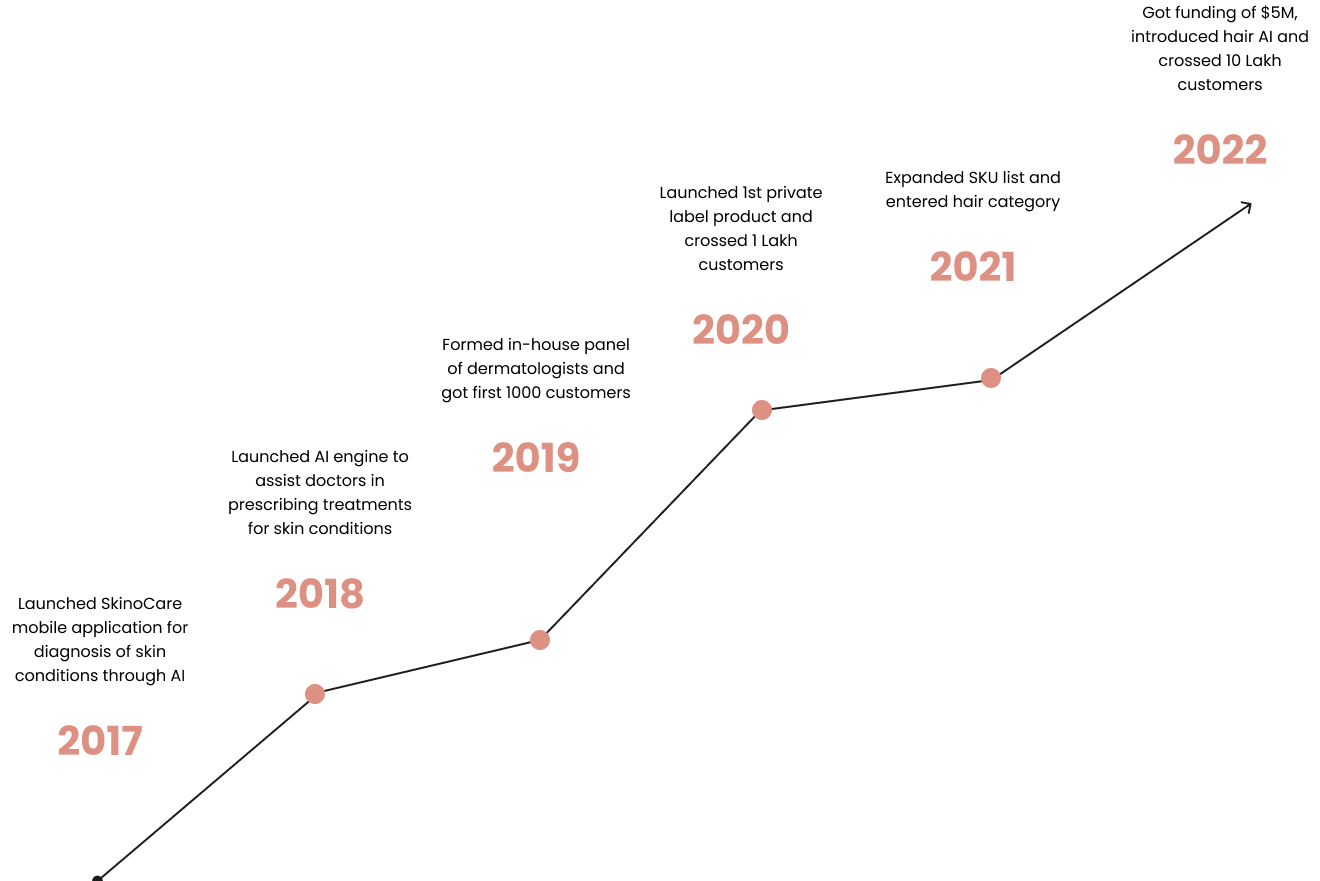 Launched SkinoCare
mobile application for
diagnosis of skin
conditions through AI
2017
Launched AI engine to
assist doctors in
prescribing treatments
for skin conditions
2018
Formed in-house panel
of dermatologists and
got first 1000 customers
2019
Launched 1st private
label product and
crossed 1 Lakh
customers
2020
Expanded SKU list and
entered hair category
2021
Got funding of $5M,
introduced hair AI and
crossed 10 Lakh
customers
2022